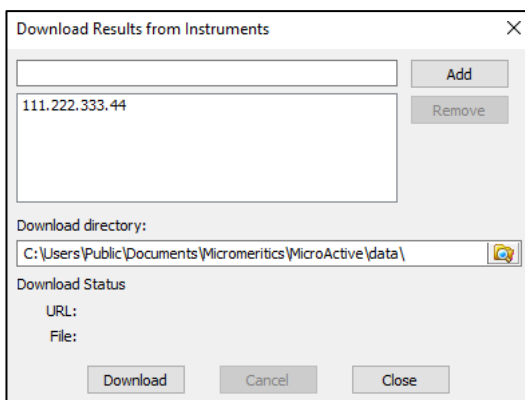 Download Results from Instruments
Add
111.222.333.44
Remove
Download directory:
C:\Users\Public\Documents\Micromeritics\MicroActive\data\
Download Status
URL:
File:
Download Cancel Close